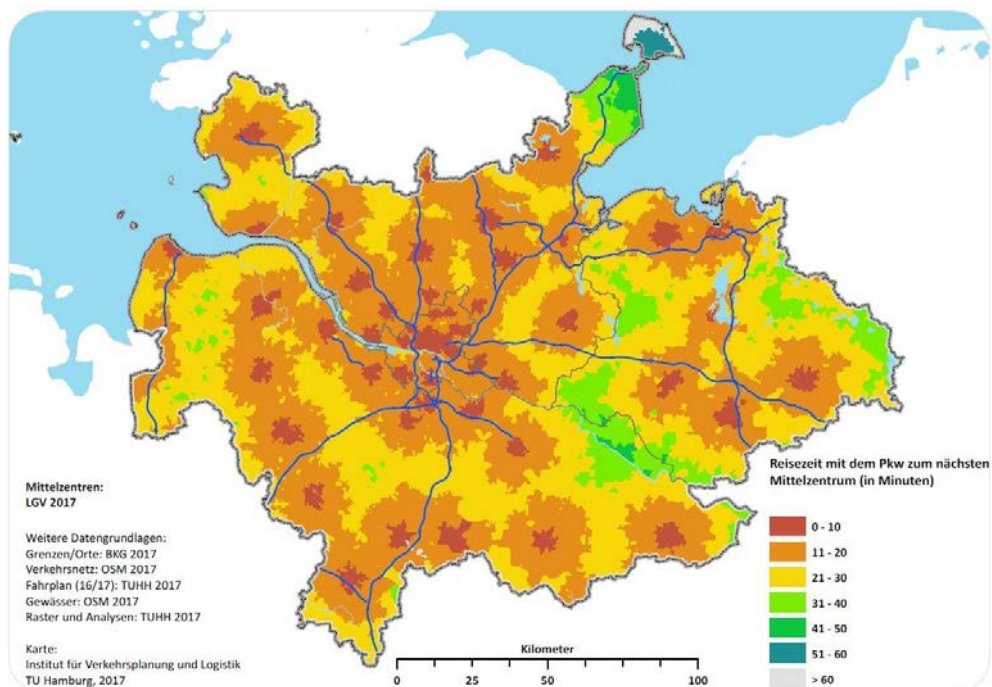 Reisezeit mit dem Pkw zum nächsten
Mittelzentrum (in Minuten)
0 - 10
11 - 20
21 - 30
31 - 40
41 - 50
51 - 60
> 60
Mittelzentren:
LGV 2017
Weitere Datengrundlagen:
Grenzen/Orte: BKG 2017
Verkehrsnetz: OSM 2017
Fahrplan (16/17): TUHH 2017
Gewässer: OSM 2017
Raster und Analysen: TUHH 2017
Karte:
Institut für Verkehrsplanung und Logistik
TU Hamburg, 2017
Kilometer
0 25 50 100